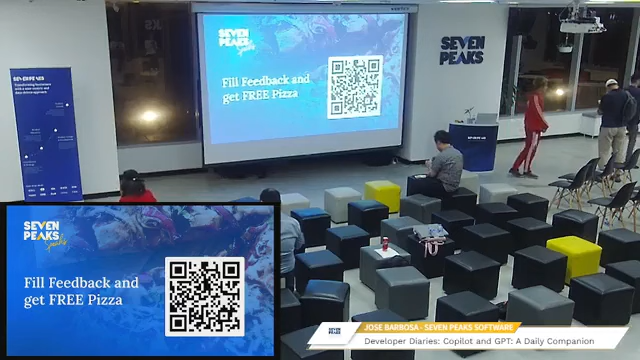 SEVEN
PEAKS
Speaks
Fill Feedback and
get FREE Pizza
SEVEN
PEAKS
SEVEN
PEAKS
Speaks
Fill Feedback and
get FREE Pizza
JOSE BARBOSA - SEVEN PEAKS SOFTWARE
Developer Diaries: Copilot and GPT: A Daily Companion